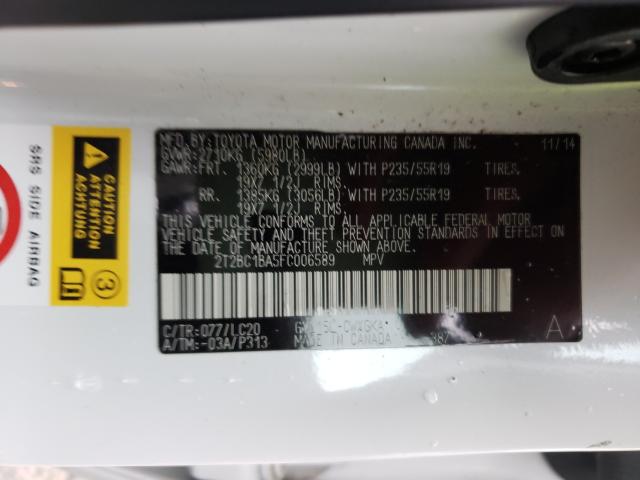 MFD.BY:TOYOTA MOTOR MANUFACTURING CANADA INC. 11/14
GVWR:2710KG (5980LB)
GAWR:FRT. 1360KG (2999LB) WITH P235/55R19 TIRES,
19X7 1/2J RIMS.
RR. 1385KG (3056LB) WITH P235/55R19 TIRES,
19X7 1/2J RIMS.
THIS VEHICLE CONFORMS TO ALL APPLICABLE FEDERAL MOTOR
VEHICLE SAFETY AND THEFT PREVENTION STANDARDS IN EFFECT ON
THE DATE OF MANUFACTURE SHOWN ABOVE.
2T2BC1BA5FC006589 MPV
C/TR:077/LC20
A/TM:-03A/P313
MADE IN CANADA
387
A
SRS SIDE AIRBAG
CAUTION
ATTENTION
ACHTUNG
3